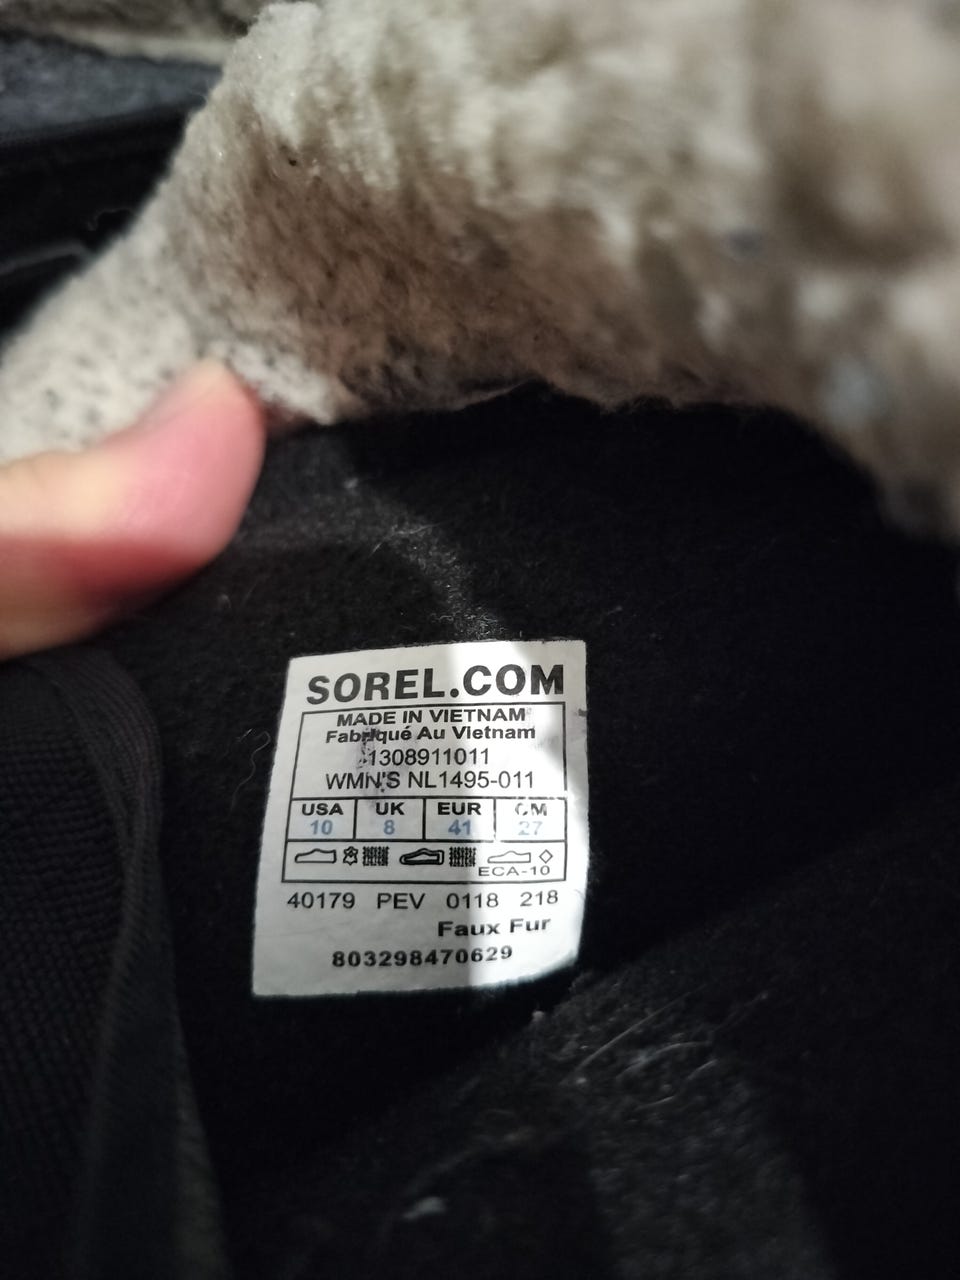 SOREL.COM
MADE IN VIETNAM
Fabriqué Au Vietnam
1308911011
WMN'S NL1495-011
USA UK EUR CM
10 8 41 27
ECA-10
40179 PEV 0118 218
Faux Fur
803298470629